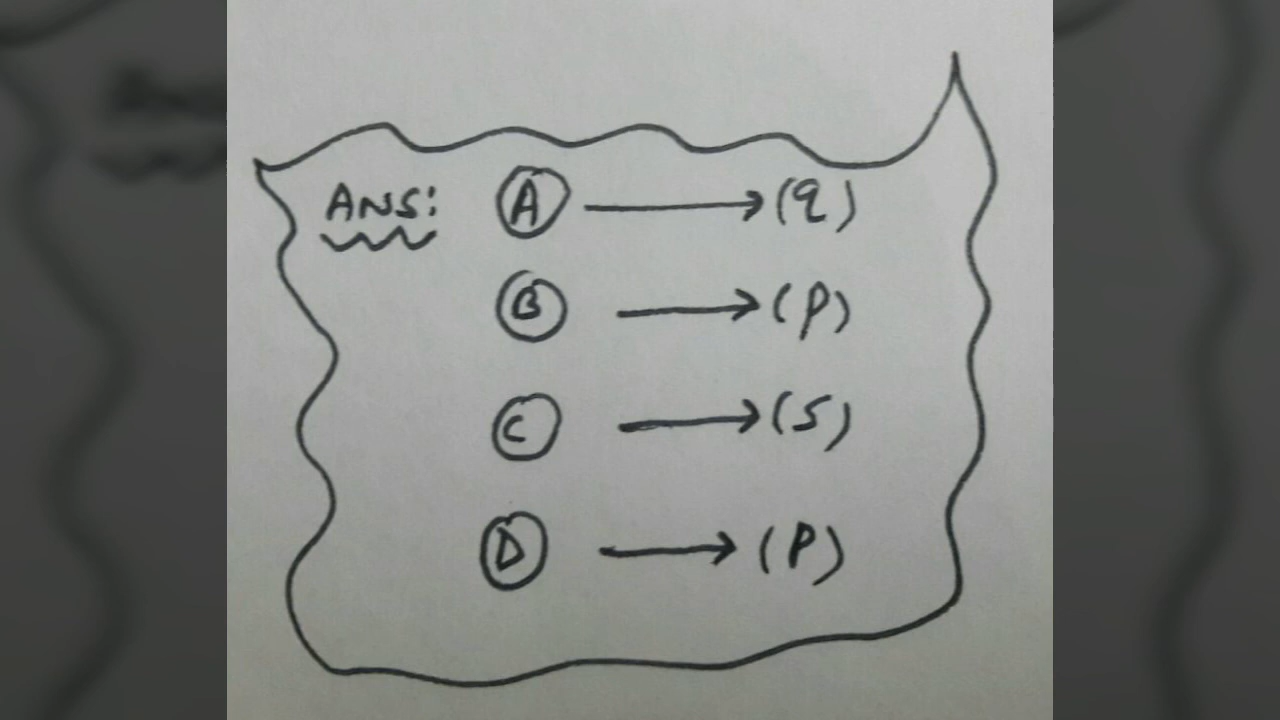 ANS: A → (q)
B → (p)
C → (s)
D → (p)